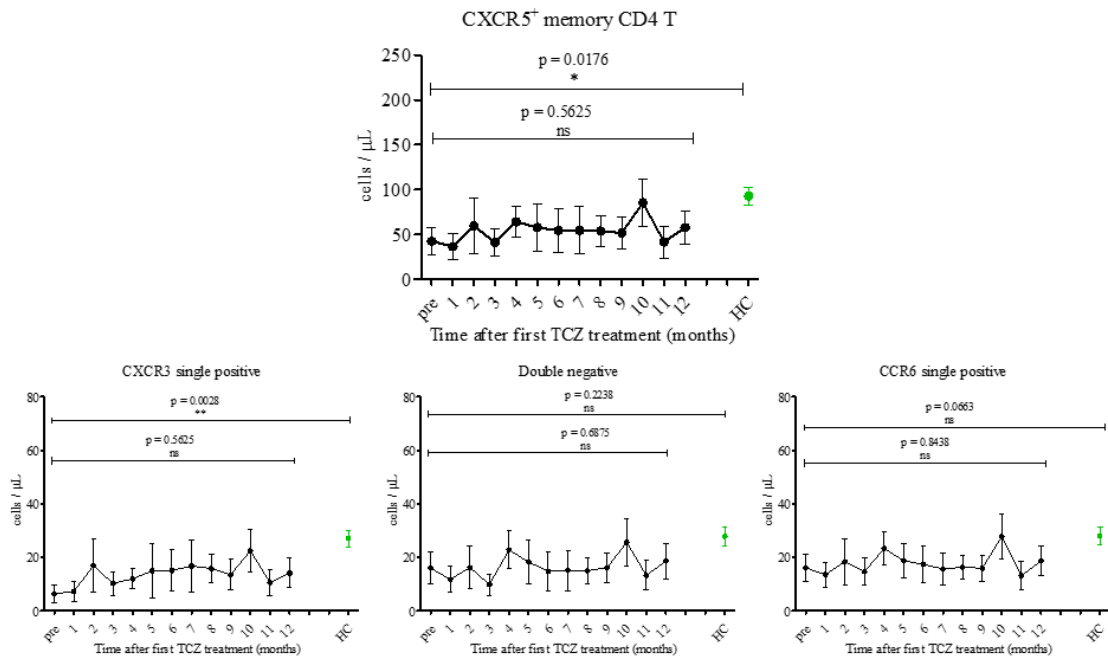 CXCR5⁺ memory CD4 T
250
200
150
100
50
0
cells / μL
p = 0.0176
*
p = 0.5625
ns
pre 1 2 3 4 5 6 7 8 9 10 11 12 HC
Time after first TCZ treatment (months)
CXCR3 single positive
80
60
40
20
0
cells / μL
p = 0.0028
**
p = 0.5625
ns
pre 1 2 3 4 5 6 7 8 9 10 11 12 HC
Time after first TCZ treatment (months)
Double negative
80
60
40
20
0
cells / μL
p = 0.2238
ns
p = 0.6875
ns
pre 1 2 3 4 5 6 7 8 9 10 11 12 HC
Time after first TCZ treatment (months)
CCR6 single positive
80
60
40
20
0
cells / μL
p = 0.0663
ns
p = 0.8438
ns
pre 1 2 3 4 5 6 7 8 9 10 11 12 HC
Time after first TCZ treatment (months)